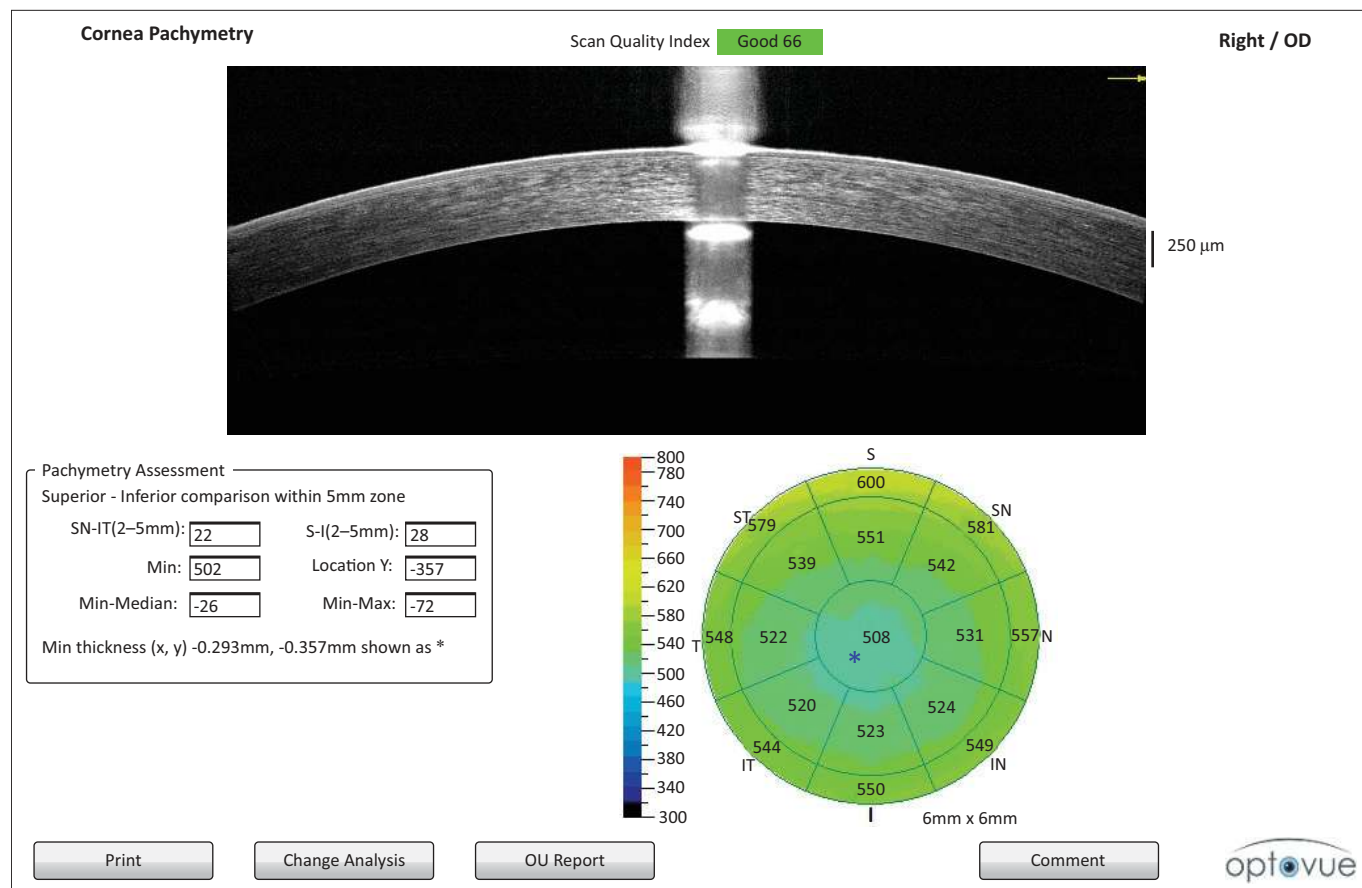 Cornea Pachymetry
Scan Quality Index Good 66
Right / OD
250 μm
Pachymetry Assessment
Superior - Inferior comparison within 5mm zone
SN-IT(2–5mm): 22 S-I(2–5mm): 28
Min: 502 Location Y: -357
Min-Median: -26 Min-Max: -72
Min thickness (x, y) -0.293mm, -0.357mm shown as *
800
780
740
700
660
620
580
540
500
460
420
380
340
300
S
600
ST
579
SN
581
551
539
542
T
548
522
508
531
557
N
*
520
524
523
544
IT
549
IN
550
I
6mm x 6mm
Print
Change Analysis
OU Report
Comment
optovue